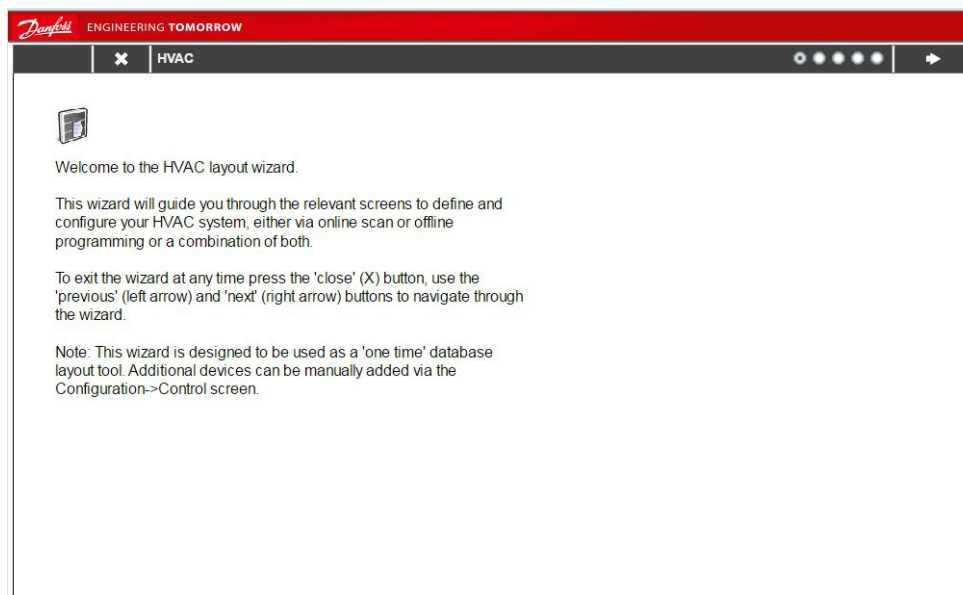 Danfoss ENGINEERING TOMORROW
HVAC
Welcome to the HVAC layout wizard.
This wizard will guide you through the relevant screens to define and
configure your HVAC system, either via online scan or offline
programming or a combination of both.
To exit the wizard at any time press the 'close' (X) button, use the
'previous' (left arrow) and 'next' (right arrow) buttons to navigate through
the wizard.
Note: This wizard is designed to be used as a 'one time' database
layout tool. Additional devices can be manually added via the
Configuration->Control screen.